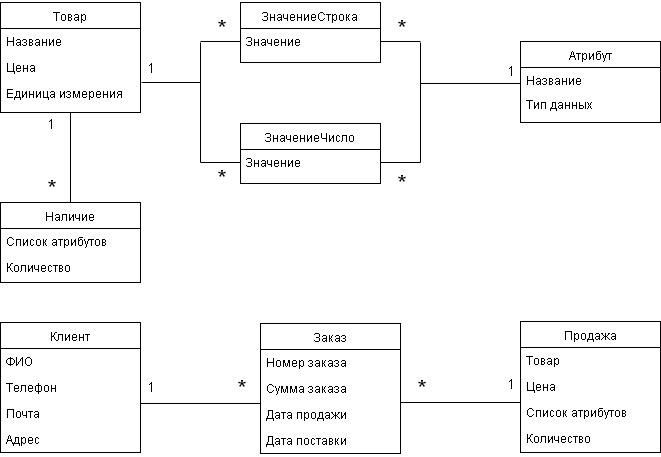 Товар
Название
Цена
Единица измерения
1
1
*
*
ЗначениеСтрока
Значение
*
*
ЗначениеЧисло
Значение
*
*
1
Атрибут
Название
Тип данных
Наличие
Список атрибутов
Количество
Клиент
ФИО
Телефон
Почта
Адрес
1
*
Заказ
Номер заказа
Сумма заказа
Дата продажи
Дата поставки
*
1
Продажа
Товар
Цена
Список атрибутов
Количество